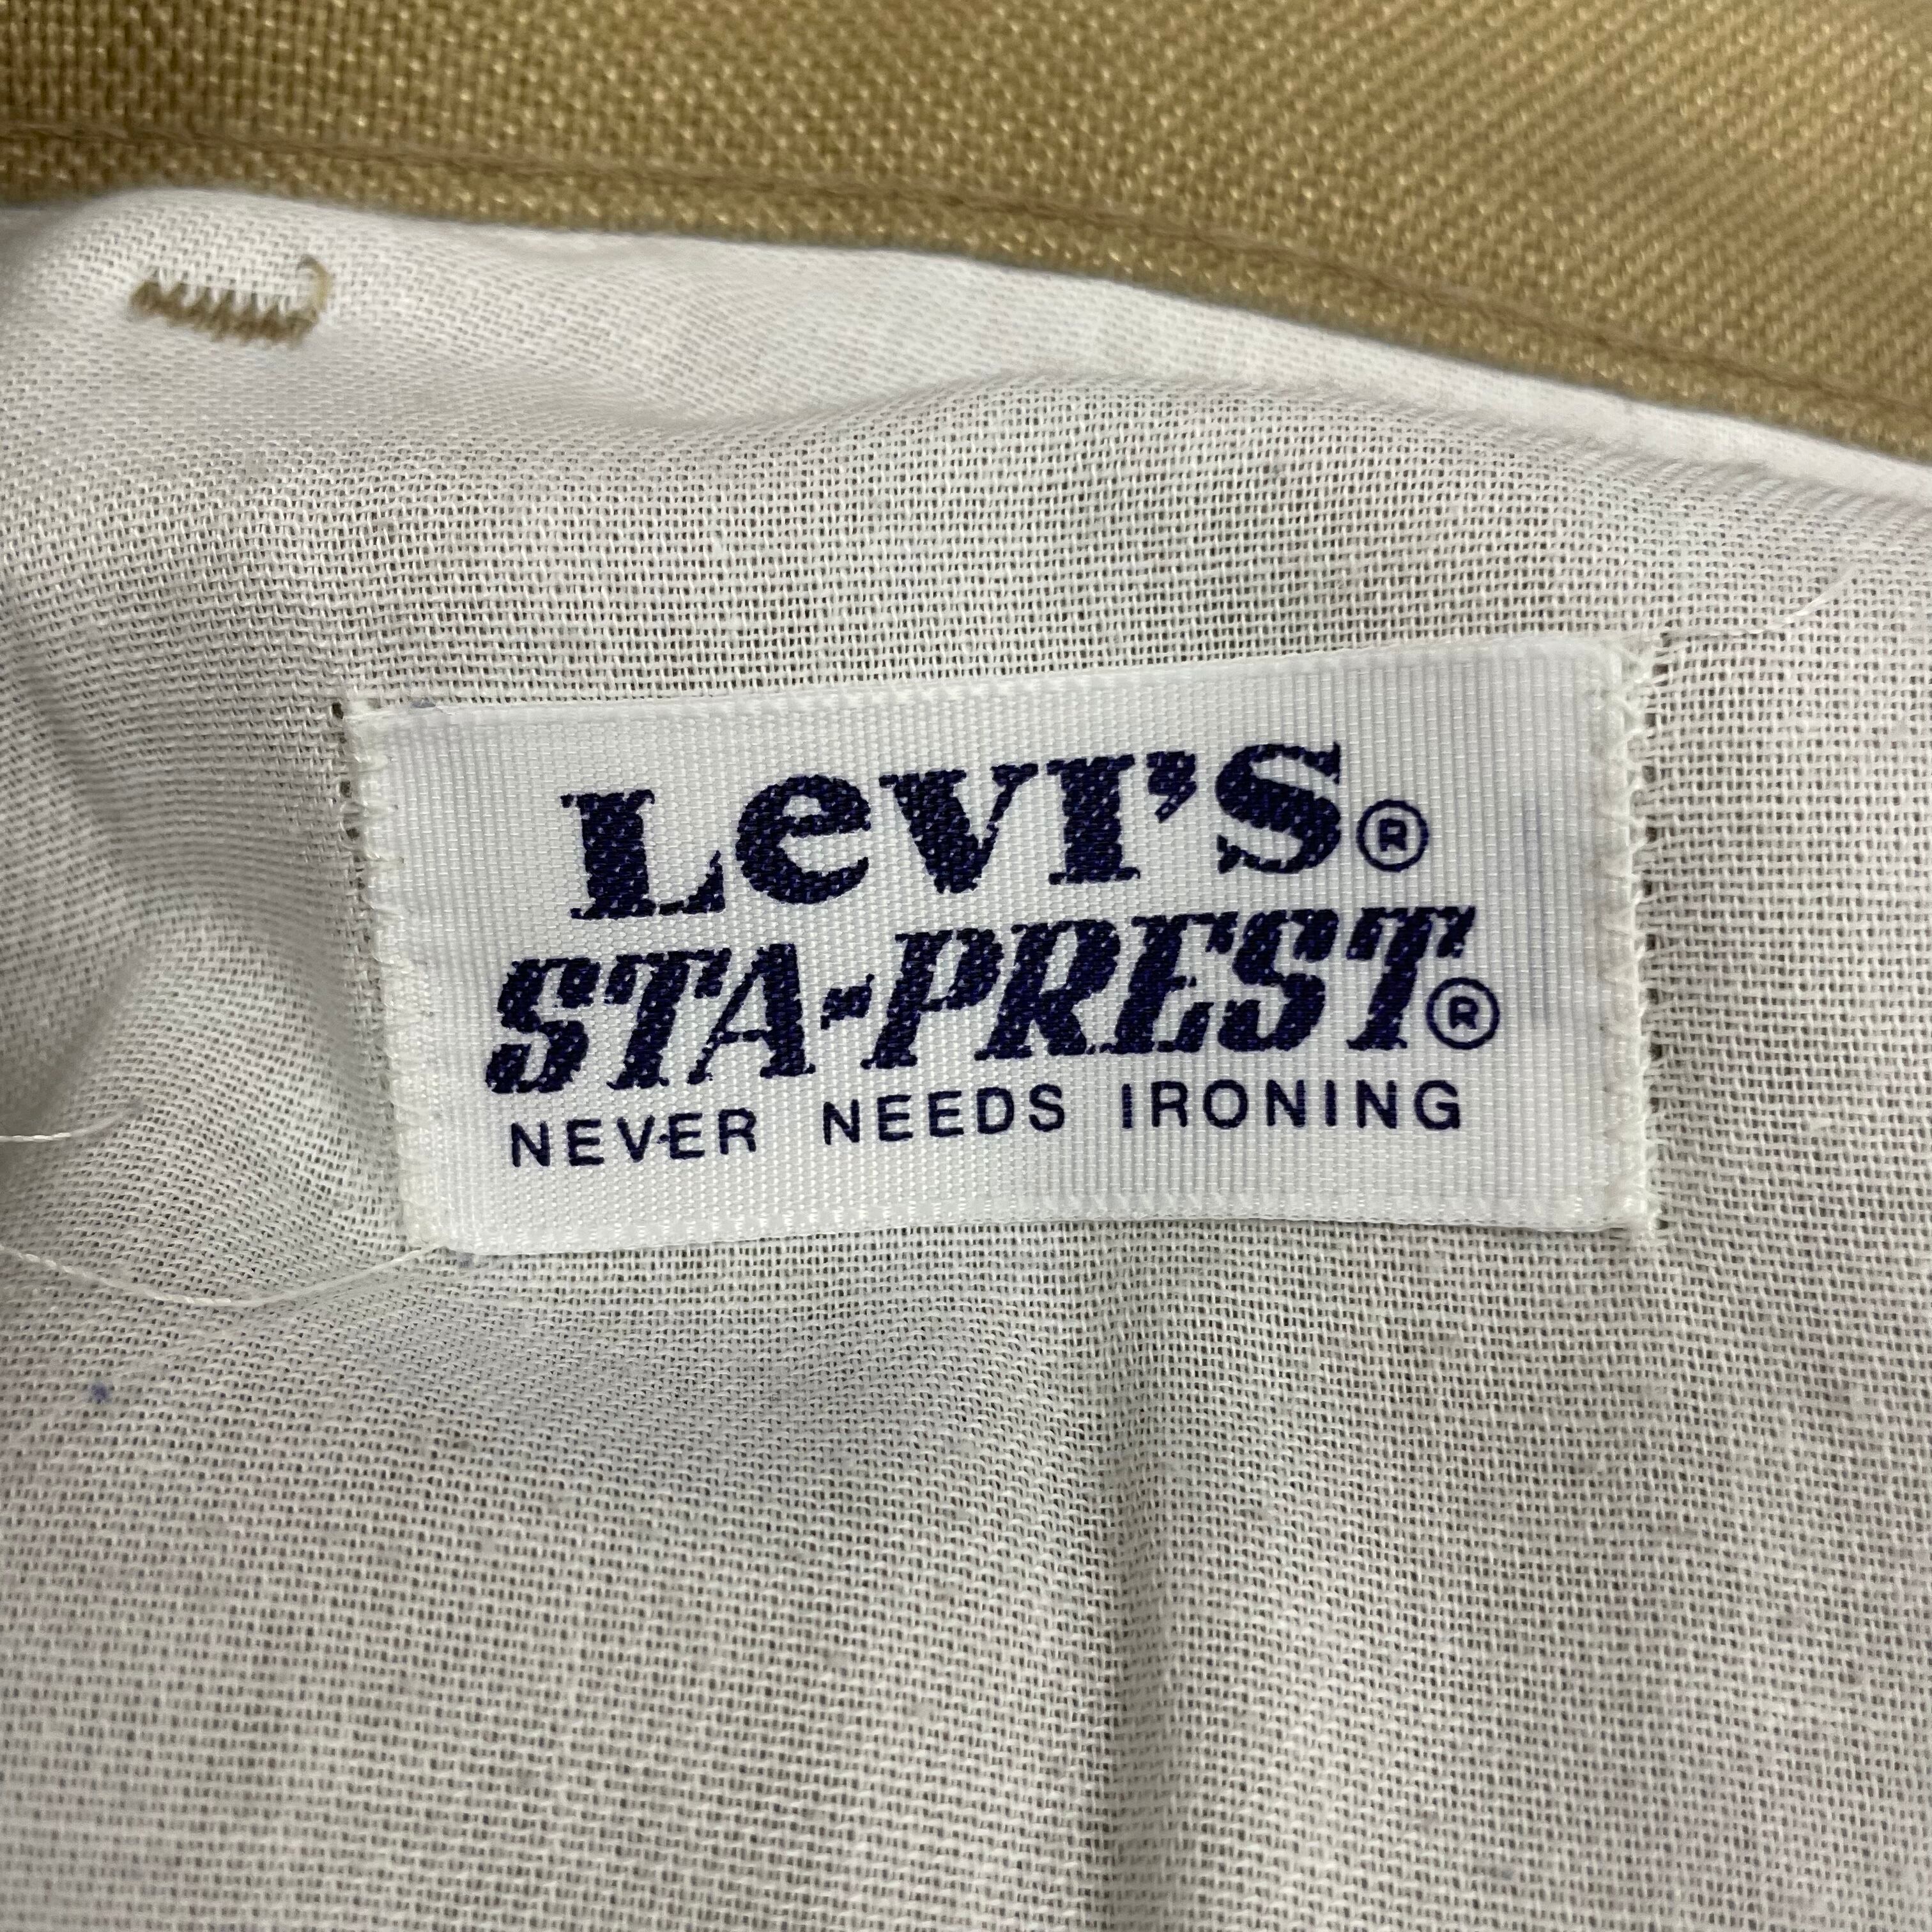 Levi's®
STA-PREST®
NEVER NEEDS IRONING